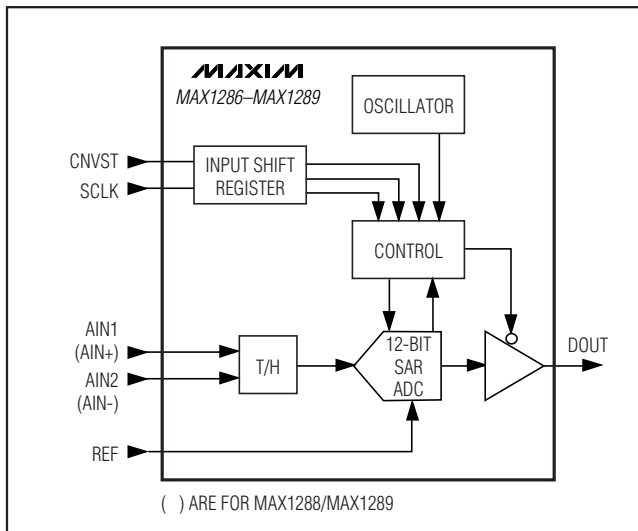 MAXIM
MAX1286–MAX1289
OSCILLATOR
CNVST
SCLK
INPUT SHIFT
REGISTER
CONTROL
AIN1
(AIN+)
AIN2
(AIN-)
T/H
12-BIT
SAR
ADC
DOUT
REF
( ) ARE FOR MAX1288/MAX1289